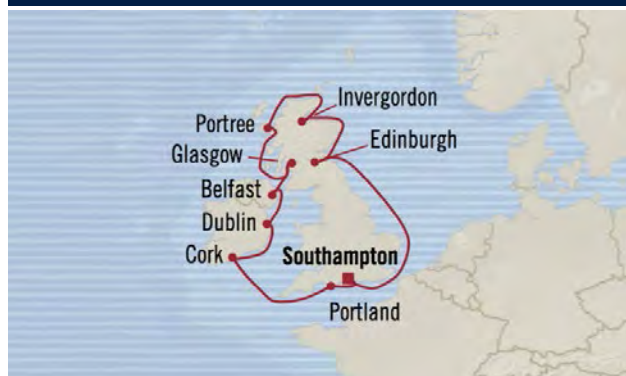 Invergordon
Portree
Edinburgh
Glasgow
Belfast
Dublin
Cork
Southampton
Portland